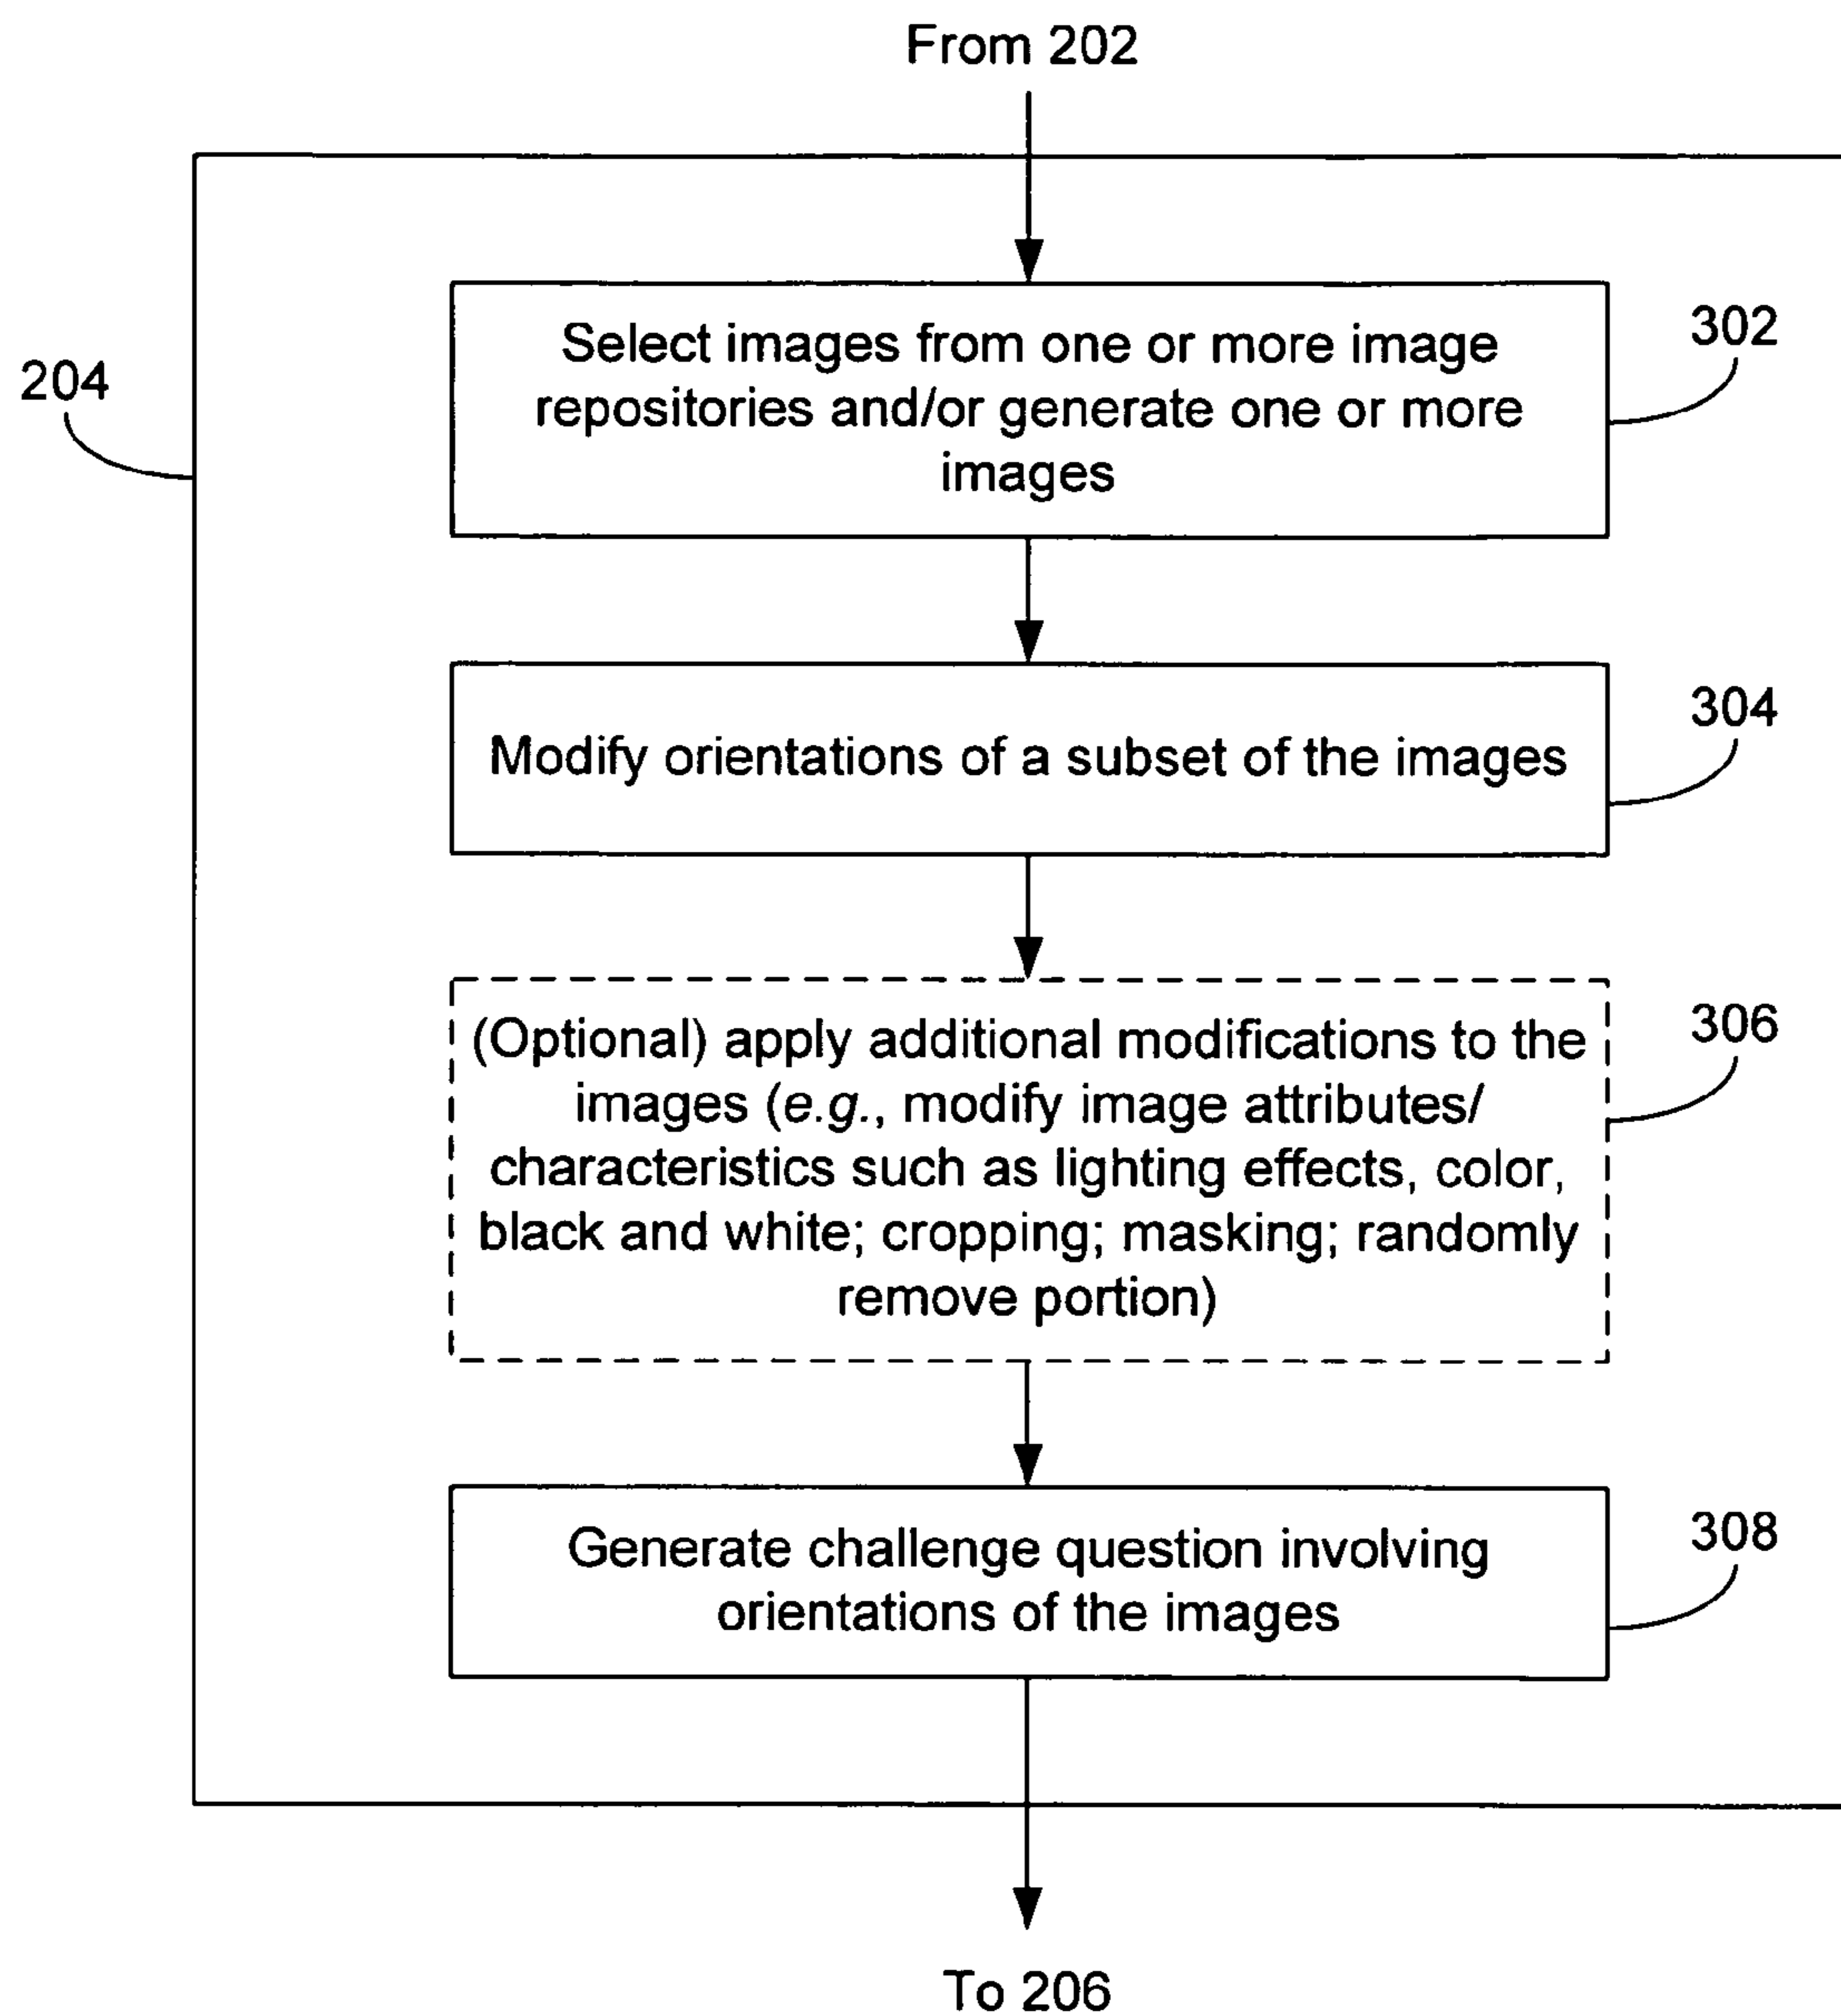 From 202
204
Select images from one or more image
repositories and/or generate one or more
images
302
Modify orientations of a subset of the images
304
(Optional) apply additional modifications to the
images (e.g., modify image attributes/
characteristics such as lighting effects, color,
black and white; cropping; masking; randomly
remove portion)
306
Generate challenge question involving
orientations of the images
308
To 206